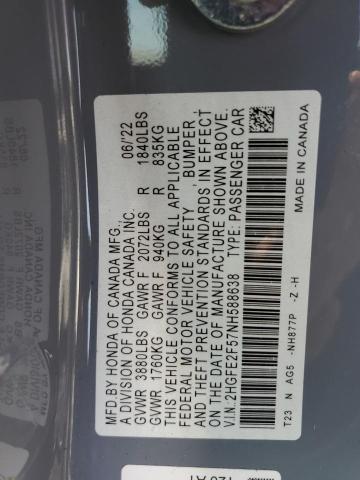 MFD.BY HONDA OF CANADA MFG., 06/22
A DIVISION OF HONDA CANADA INC.
GVWR 3880LBS GAWR F 2072LBS R 1840LBS
GVWR 1760KG GAWR F 940KG R 835KG
THIS VEHICLE CONFORMS TO ALL APPLICABLE
FEDERAL MOTOR VEHICLE SAFETY, BUMPER,
AND THEFT PREVENTION STANDARDS IN EFFECT
ON THE DATE OF MANUFACTURE SHOWN ABOVE.
V.I.N.:2HGFE2F57NH588638 TYPE: PASSENGER CAR
T23 N AG5 -NH877P -Z -H MADE IN CANADA